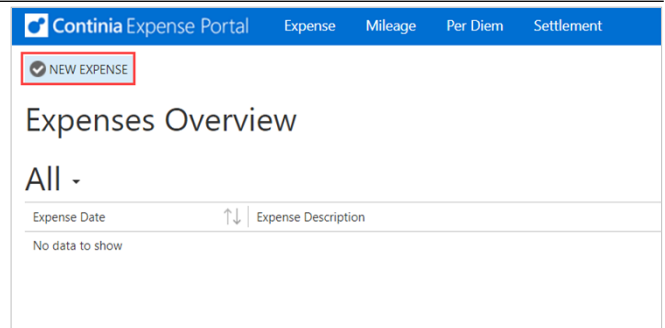 Continia Expense Portal Expense Mileage Per Diem Settlement
NEW EXPENSE
Expenses Overview
All
Expense Date Expense Description
No data to show